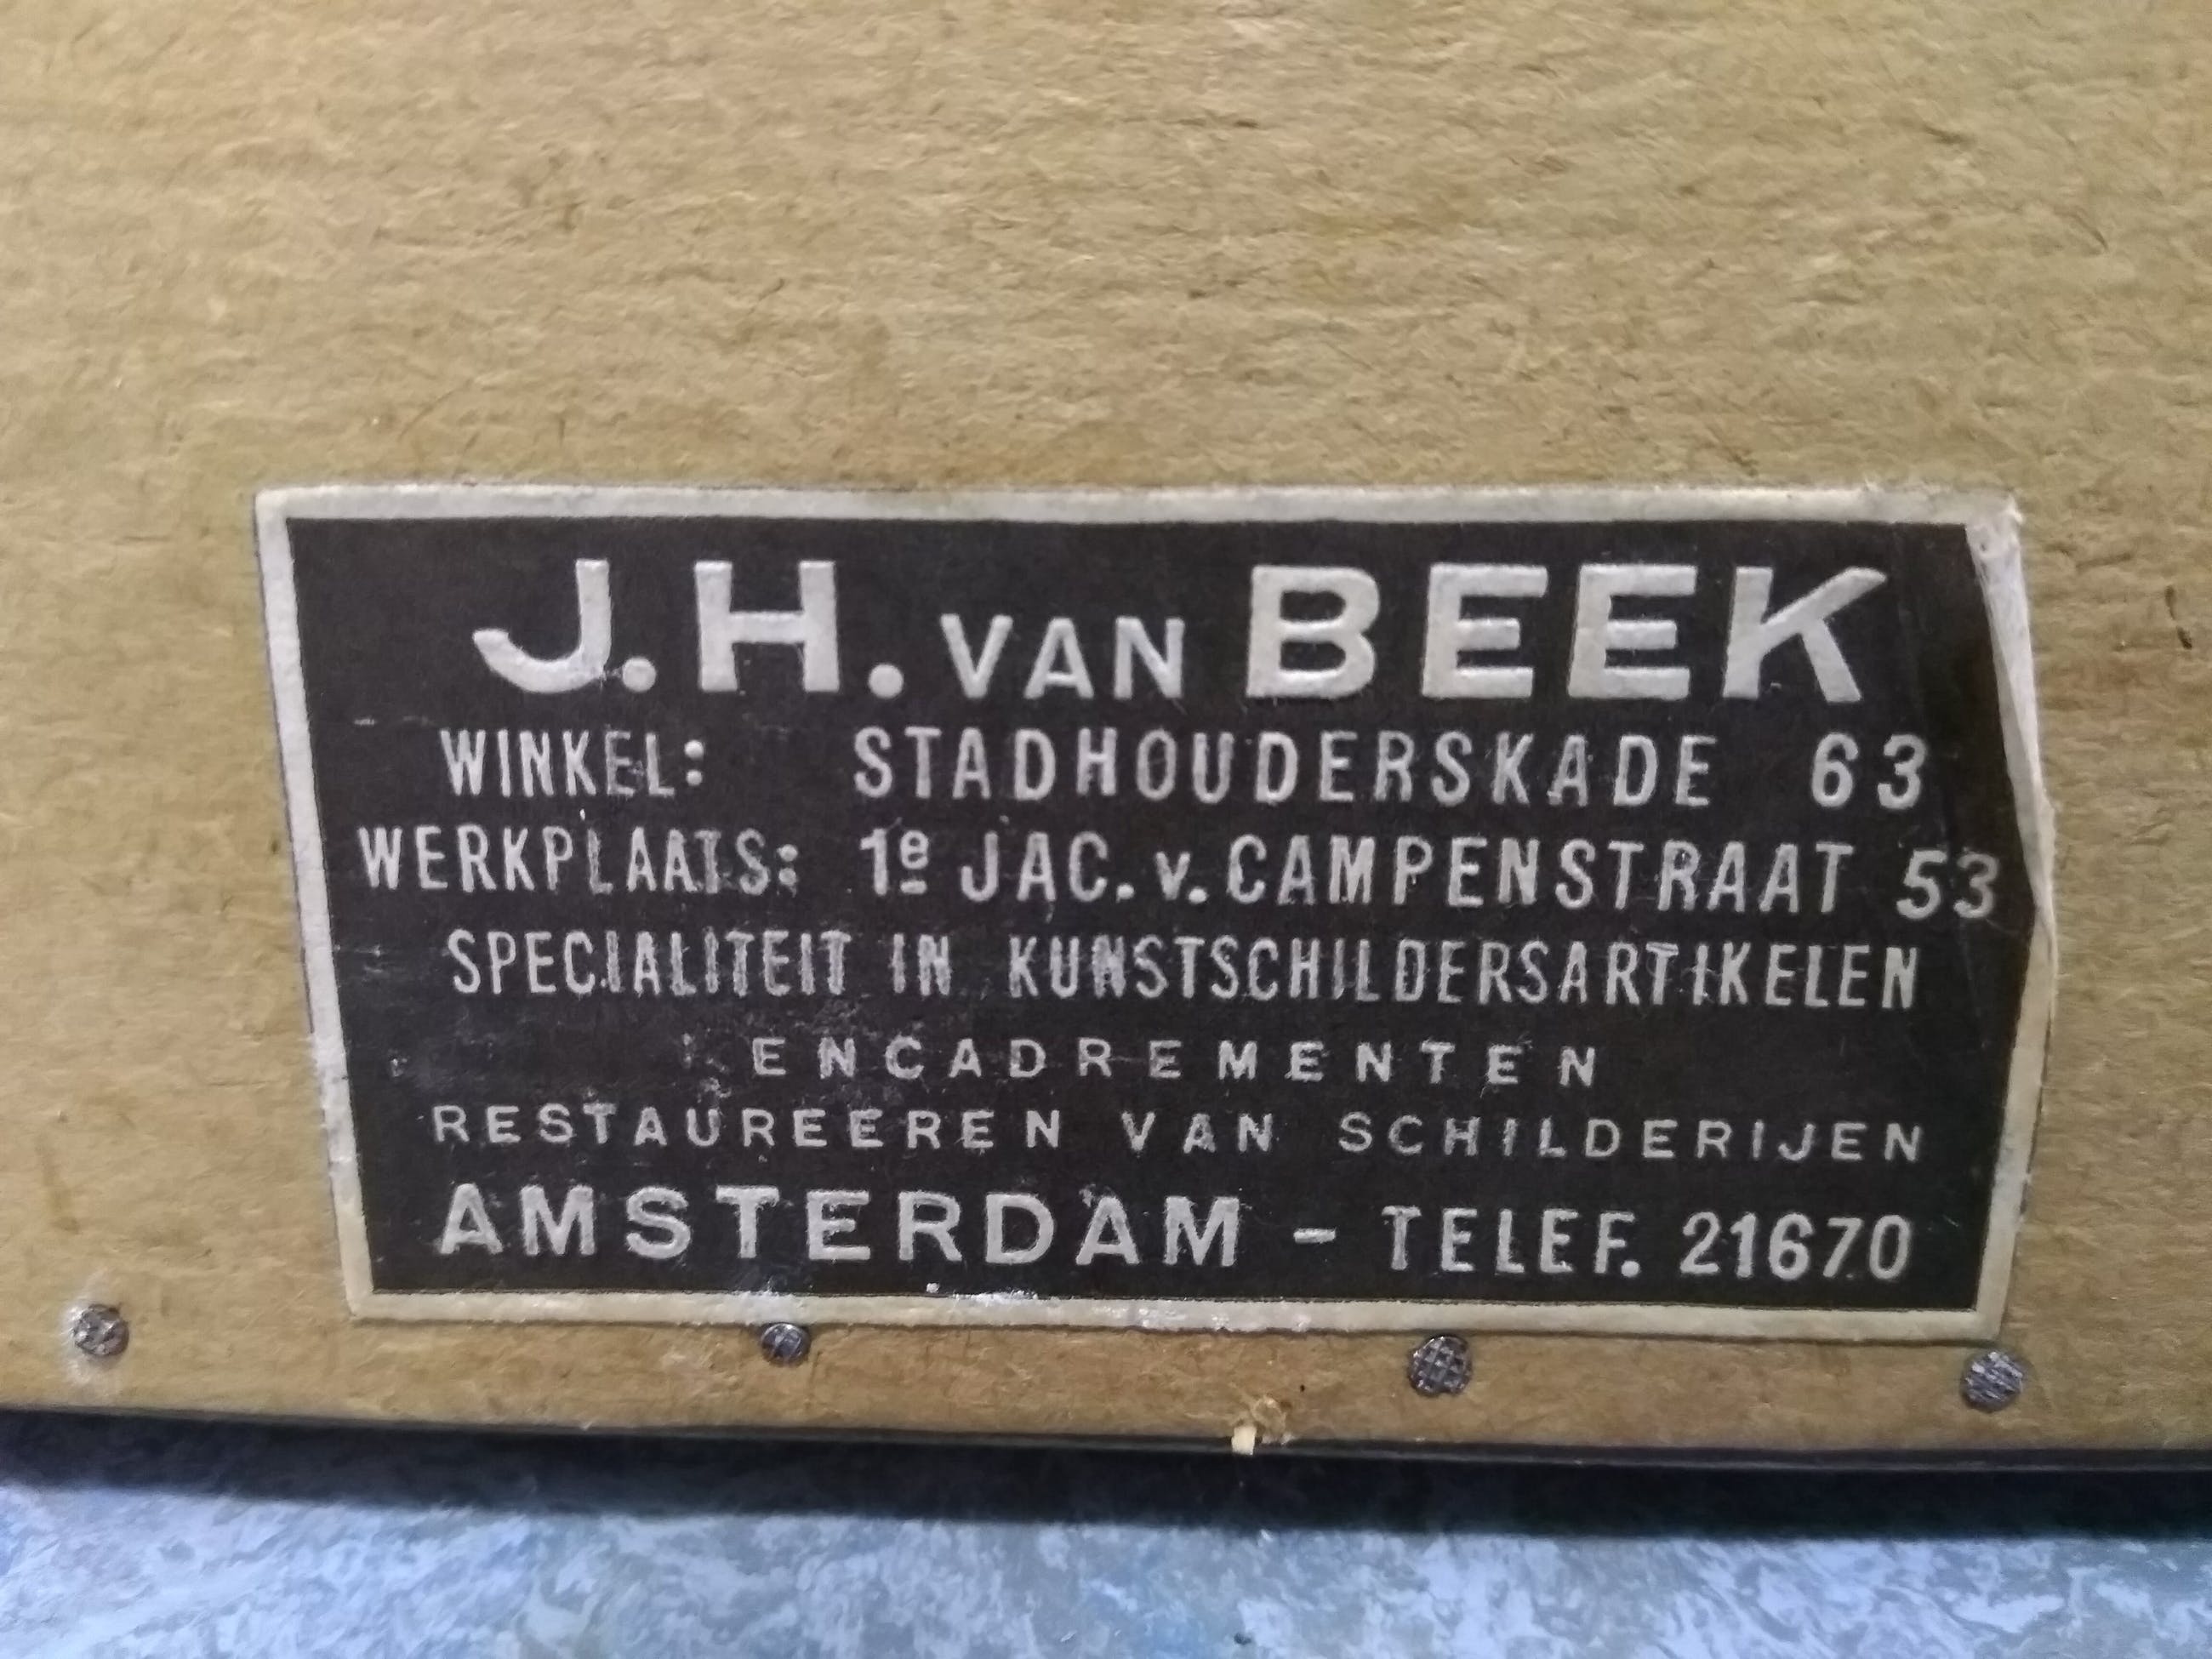 J.H. VAN BEEK
WINKEL: STADHOUDERSKADE 63
WERKPLAATS: 1e JAC. v. CAMPENSTRAAT 53
SPECIALITEIT IN KUNSTSCHILDERSARTIKELEN
ENCADREMENTEN
RESTAUREEREN VAN SCHILDERIJEN
AMSTERDAM - TELEF. 21670